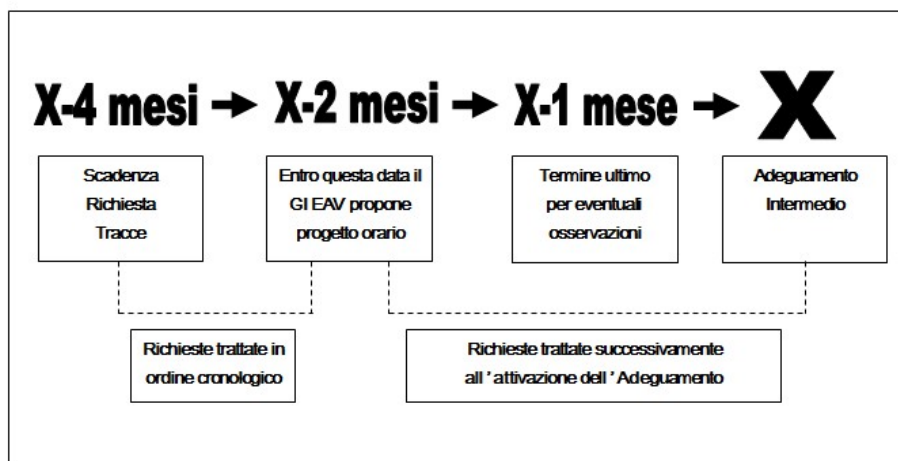 X-4 mesi → X-2 mesi → X-1 mese → X
Scadenza
Richiesta
Tracce
Entro questa data il
GI EAV propone
progetto orario
Termine ultimo
per eventuali
osservazioni
Adeguamento
Intermedio
Richieste trattate in
ordine cronologico
Richieste trattate successivamente
all ’ attivazione dell ’ Adeguamento